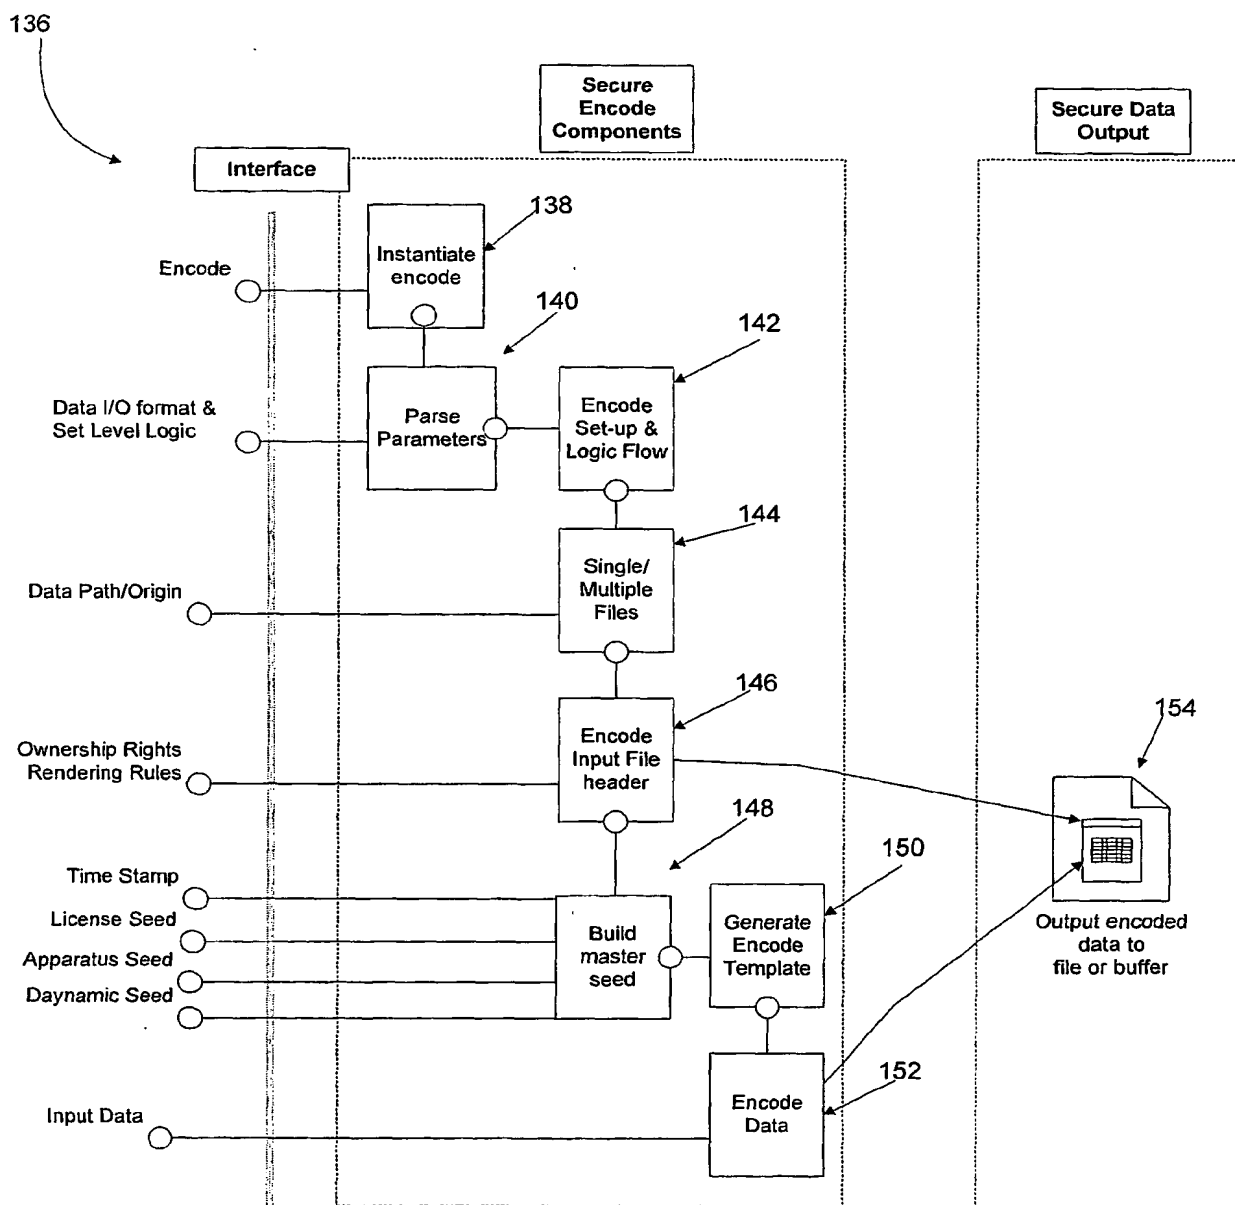 136
Secure
Encode
Components
Secure Data
Output
Interface
138
Instantiate
encode
Encode
140
142
Data I/O format &
Set Level Logic
Parse
Parameters
Encode
Set-up &
Logic Flow
144
Single/
Multiple
Files
Data Path/Origin
146
Encode
Input File
header
Ownership Rights
Rendering Rules
154
148
150
Time Stamp
License Seed
Apparatus Seed
Daynamic Seed
Build
master
seed
Generate
Encode
Template
Output encoded
data to
file or buffer
152
Encode
Data
Input Data